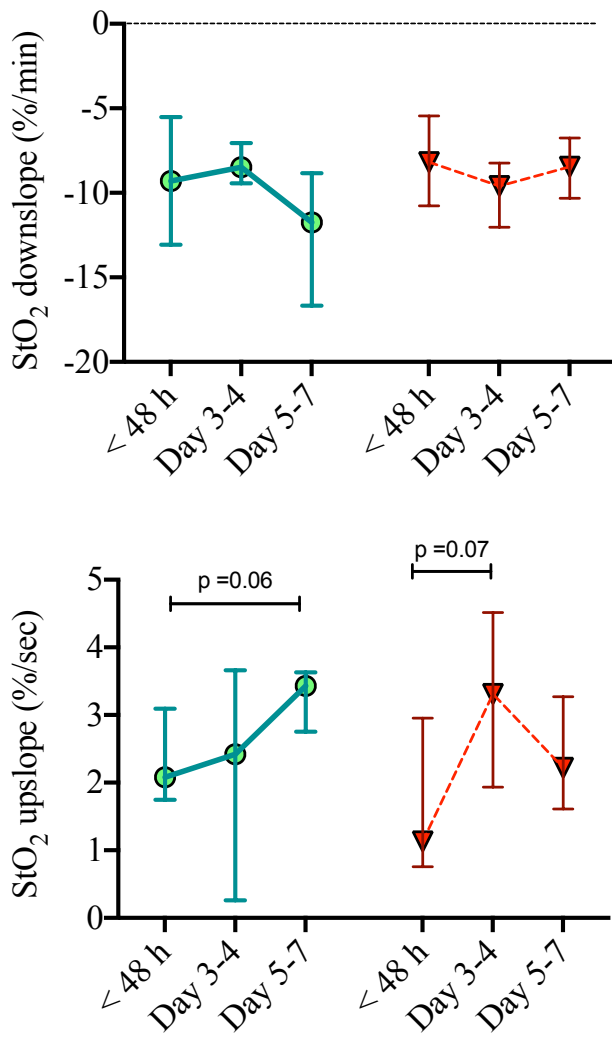 StO2 downslope (%/min)
0
-5
-10
-15
-20
< 48 h
Day 3-4
Day 5-7
< 48 h
Day 3-4
Day 5-7
StO2 upslope (%/sec)
p =0.06
p =0.07
5
4
3
2
1
0
< 48 h
Day 3-4
Day 5-7
< 48 h
Day 3-4
Day 5-7